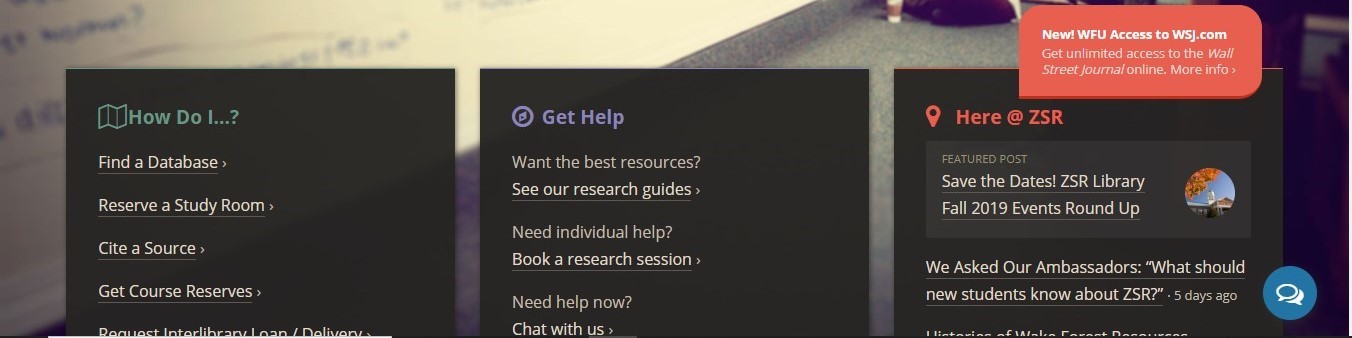 New! WFU Access to WSJ.com
Get unlimited access to the Wall
Street Journal online. More info ›
How Do I...?
Find a Database ›
Reserve a Study Room ›
Cite a Source ›
Get Course Reserves ›
Request Interlibrary Loan / Delivery ›
Get Help
Want the best resources?
See our research guides ›
Need individual help?
Book a research session ›
Need help now?
Chat with us ›
Here @ ZSR
FEATURED POST
Save the Dates! ZSR Library
Fall 2019 Events Round Up
We Asked Our Ambassadors: “What should
new students know about ZSR?” · 5 days ago
Histories of Wake Forest Resources